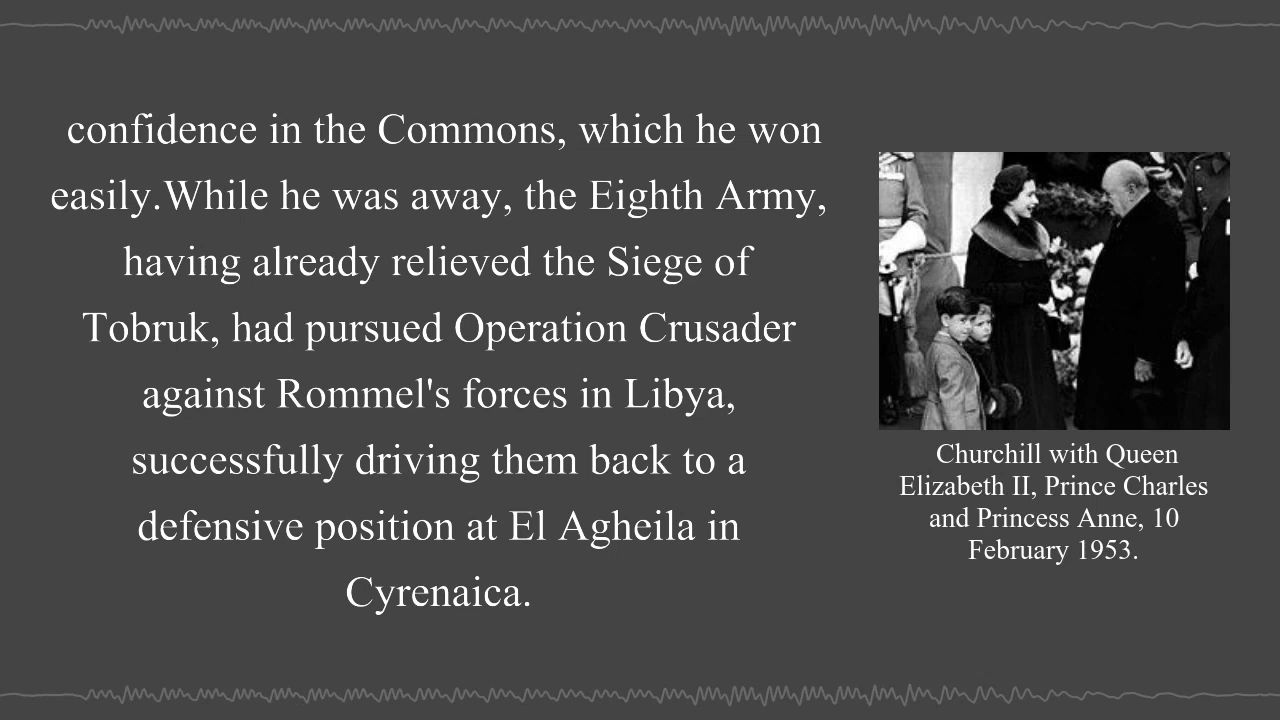 confidence in the Commons, which he won
easily.While he was away, the Eighth Army,
having already relieved the Siege of
Tobruk, had pursued Operation Crusader
against Rommel's forces in Libya,
successfully driving them back to a
defensive position at El Agheila in
Cyrenaica.
Churchill with Queen
Elizabeth II, Prince Charles
and Princess Anne, 10
February 1953.